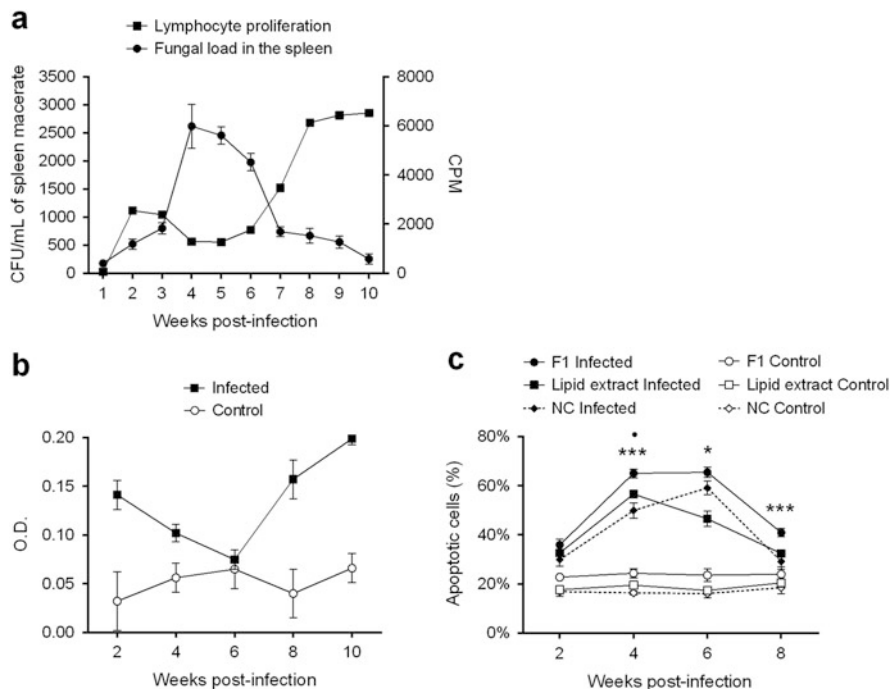 a
Lymphocyte proliferation
Fungal load in the spleen
3500
3000
2500
2000
1500
1000
500
0
CFU/mL of spleen macerate
8000
6000
4000
2000
0
CPM
1 2 3 4 5 6 7 8 9 10
Weeks post-infection
b
Infected
Control
0.20
0.15
0.10
0.05
0.00
O.D.
2 4 6 8 10
Weeks post-infection
c
F1 Infected F1 Control
Lipid extract Infected Lipid extract Control
NC Infected NC Control
80%
60%
40%
20%
0%
Apoptotic cells (%)
•
*** * ***
2 4 6 8
Weeks post-infection